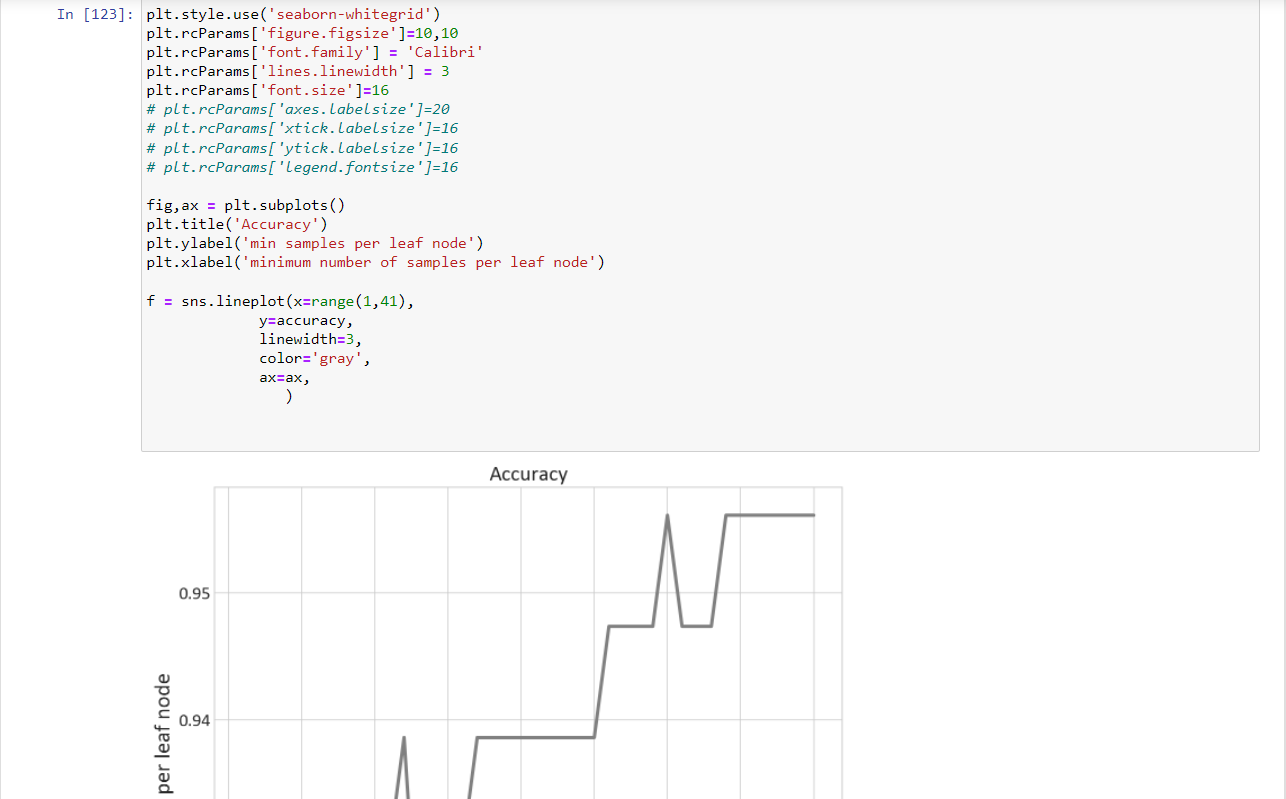 In [123]: plt.style.use('seaborn-whitegrid')
plt.rcParams['figure.figsize']=10,10
plt.rcParams['font.family'] = 'Calibri'
plt.rcParams['lines.linewidth'] = 3
plt.rcParams['font.size']=16
# plt.rcParams['axes.labelsize']=20
# plt.rcParams['xtick.labelsize']=16
# plt.rcParams['ytick.labelsize']=16
# plt.rcParams['legend.fontsize']=16
fig,ax = plt.subplots()
plt.title('Accuracy')
plt.ylabel('min samples per leaf node')
plt.xlabel('minimum number of samples per leaf node')
f = sns.lineplot(x=range(1,41),
y=accuracy,
linewidth=3,
color='gray',
ax=ax,
)
Accuracy
0.95
0.94
per leaf node